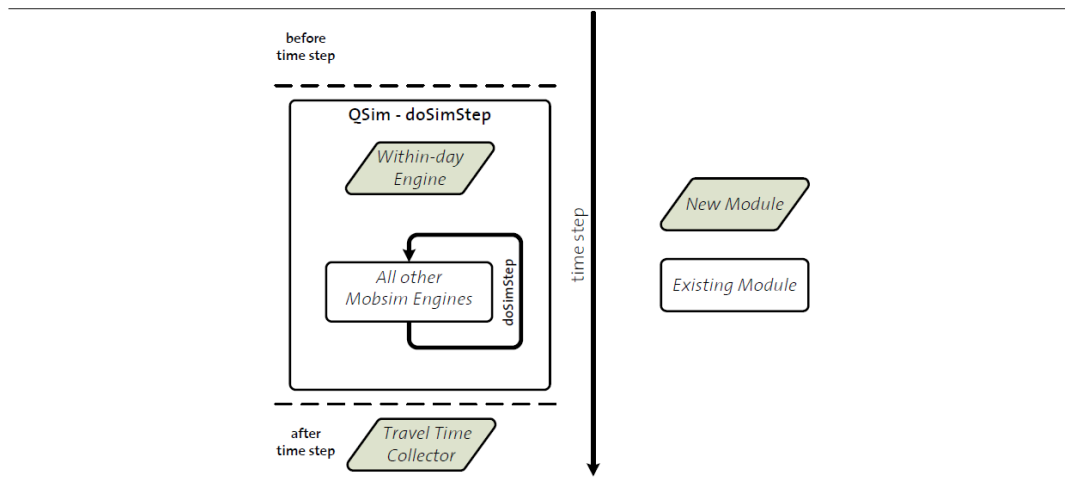 before
time step
QSim - doSimStep
Within-day
Engine
All other
Mobsim Engines
doSimStep
after
time step
Travel Time
Collector
time step
New Module
Existing Module